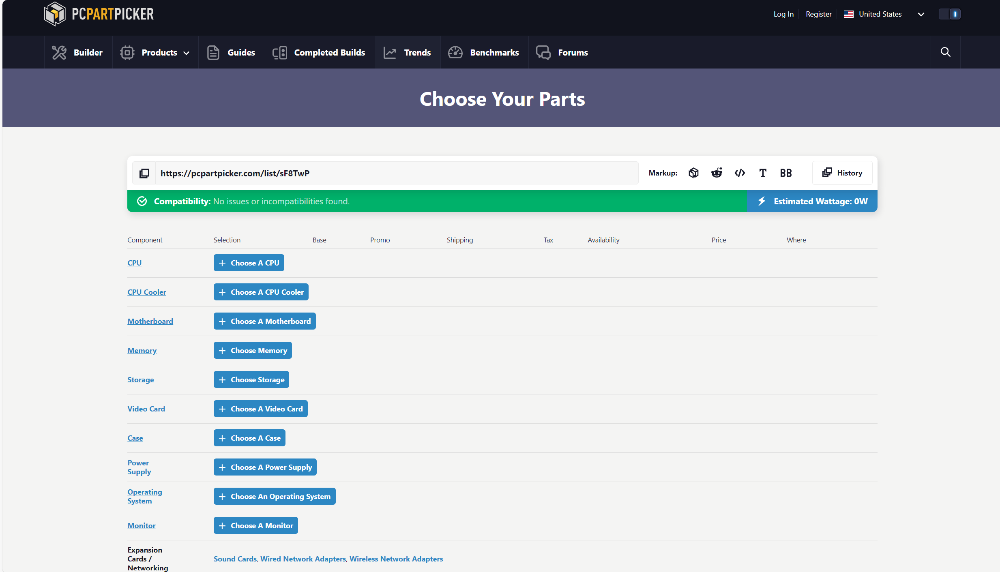 PCPARTPICKER
Log In
Register
United States
Builder
Products
Guides
Completed Builds
Trends
Benchmarks
Forums
Choose Your Parts
https://pcpartpicker.com/list/sF8TwP
Markup:
T
BB
History
Compatibility: No issues or incompatibilities found.
Estimated Wattage: 0W
Component
Selection
Base
Promo
Shipping
Tax
Availability
Price
Where
CPU
Choose A CPU
CPU Cooler
Choose A CPU Cooler
Motherboard
Choose A Motherboard
Memory
Choose Memory
Storage
Choose Storage
Video Card
Choose A Video Card
Case
Choose A Case
Power
Supply
Choose A Power Supply
Operating
System
Choose An Operating System
Monitor
Choose A Monitor
Expansion
Cards /
Networking
Sound Cards, Wired Network Adapters, Wireless Network Adapters